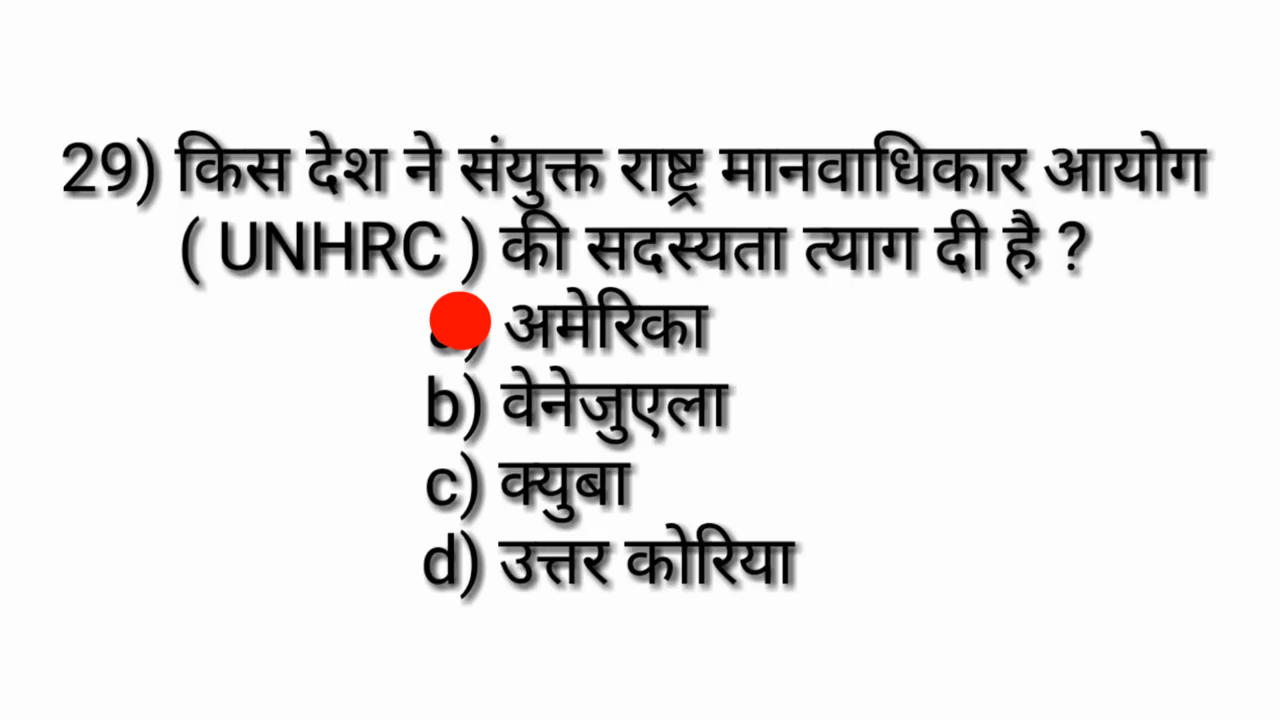 29) किस देश ने संयुक्त राष्ट्र मानवाधिकार आयोग
( UNHRC ) की सदस्यता त्याग दी है ?
a) अमेरिका
b) वेनेजुएला
c) क्युबा
d) उत्तर कोरिया